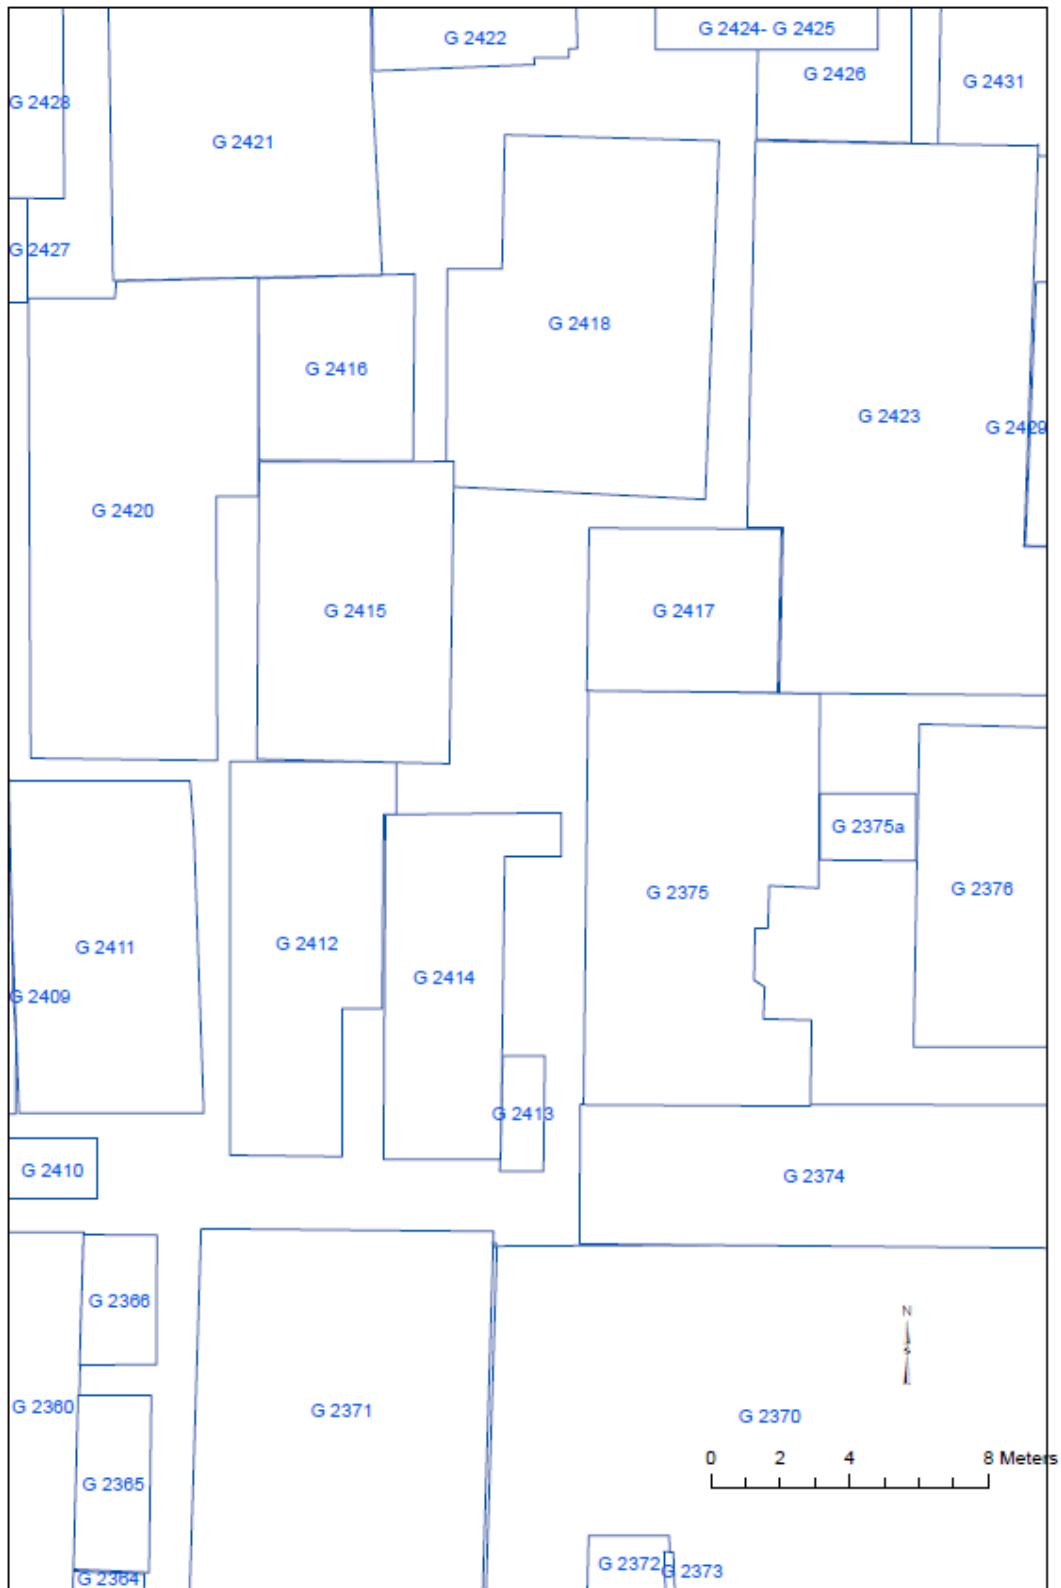 G 2422
G 2424- G 2425
G 2426
G 2431
G 2428
G 2421
G 2427
G 2418
G 2416
G 2423
G 2429
G 2420
G 2415
G 2417
G 2375a
G 2375
G 2376
G 2411
G 2412
G 2414
G 2409
G 2413
G 2410
G 2374
G 2366
N
S
G 2360
G 2371
G 2370
0 2 4 8 Meters
G 2365
G 2372
G 2373
G 2364